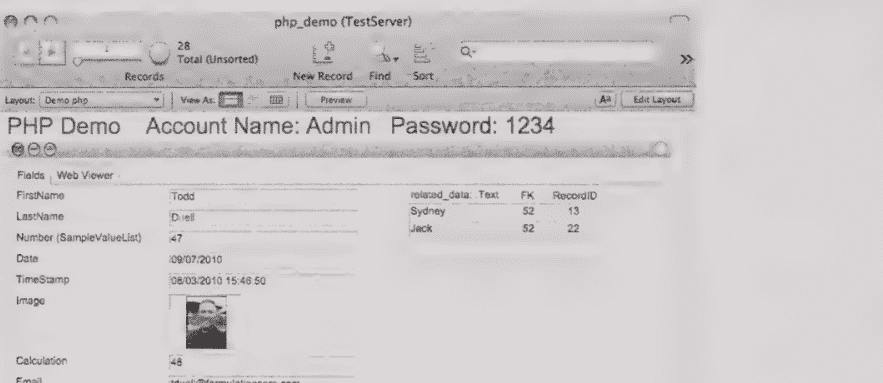 php_demo (TestServer)
28
Total (Unsorted)
Records
New Record Find Sort
Layout: Demo php View As: Preview Aa Edit Layout
PHP Demo Account Name: Admin Password: 1234
Fields Web Viewer
FirstName Todd related_data: Text FK RecordID
LastName Sydney 52 13
Number (SampleValueList) 47 Jack 52 22
Date 09/07/2010
TimeStamp 08/03/2010 15:46:50
Image
Calculation 48
Email